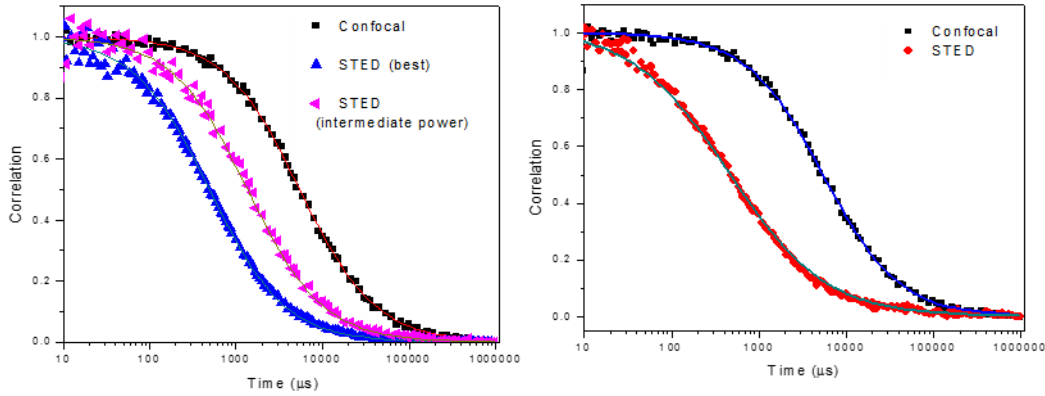 Confocal
STED (best)
STED
(intermediate power)
Correlation
1.0
0.8
0.6
0.4
0.2
0.0
10 100 1000 10000 100000 1000000
Time (μs)
Confocal
STED
Correlation
1.0
0.8
0.6
0.4
0.2
0.0
10 100 1000 10000 100000 1000000
Time (μs)